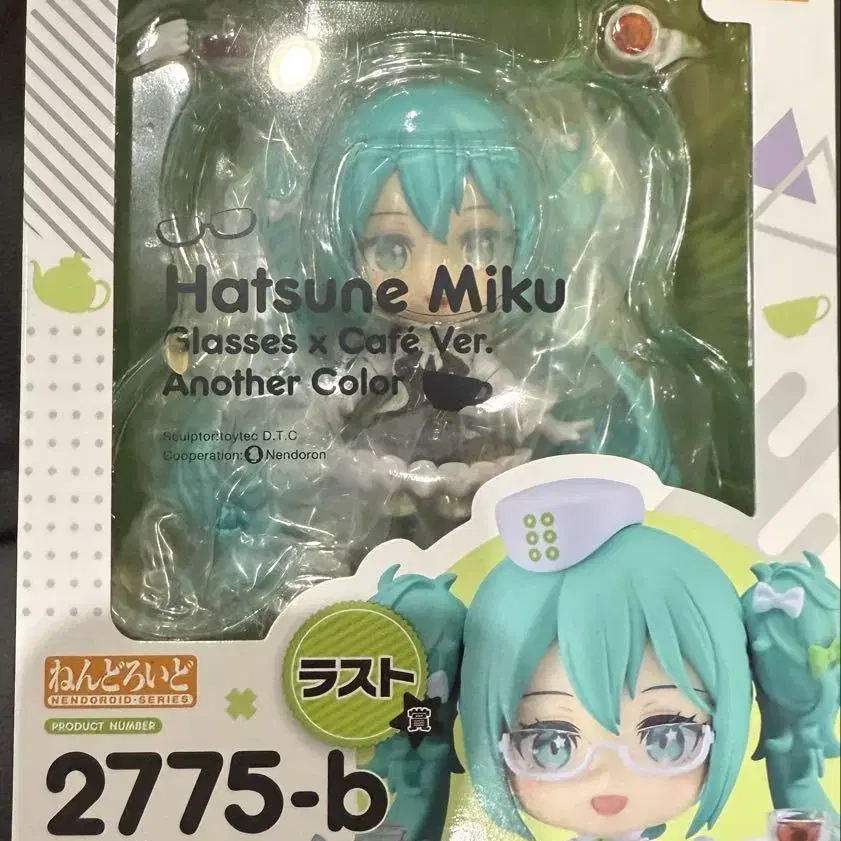 Hatsune Miku
Glasses x Café Ver.
Another Color
Sculptor:toytec D.T.C
Cooperation: Nendoron
ねんどろいど
NENDOROID・SERIES
PRODUCT NUMBER
2775-b
ラスト
賞